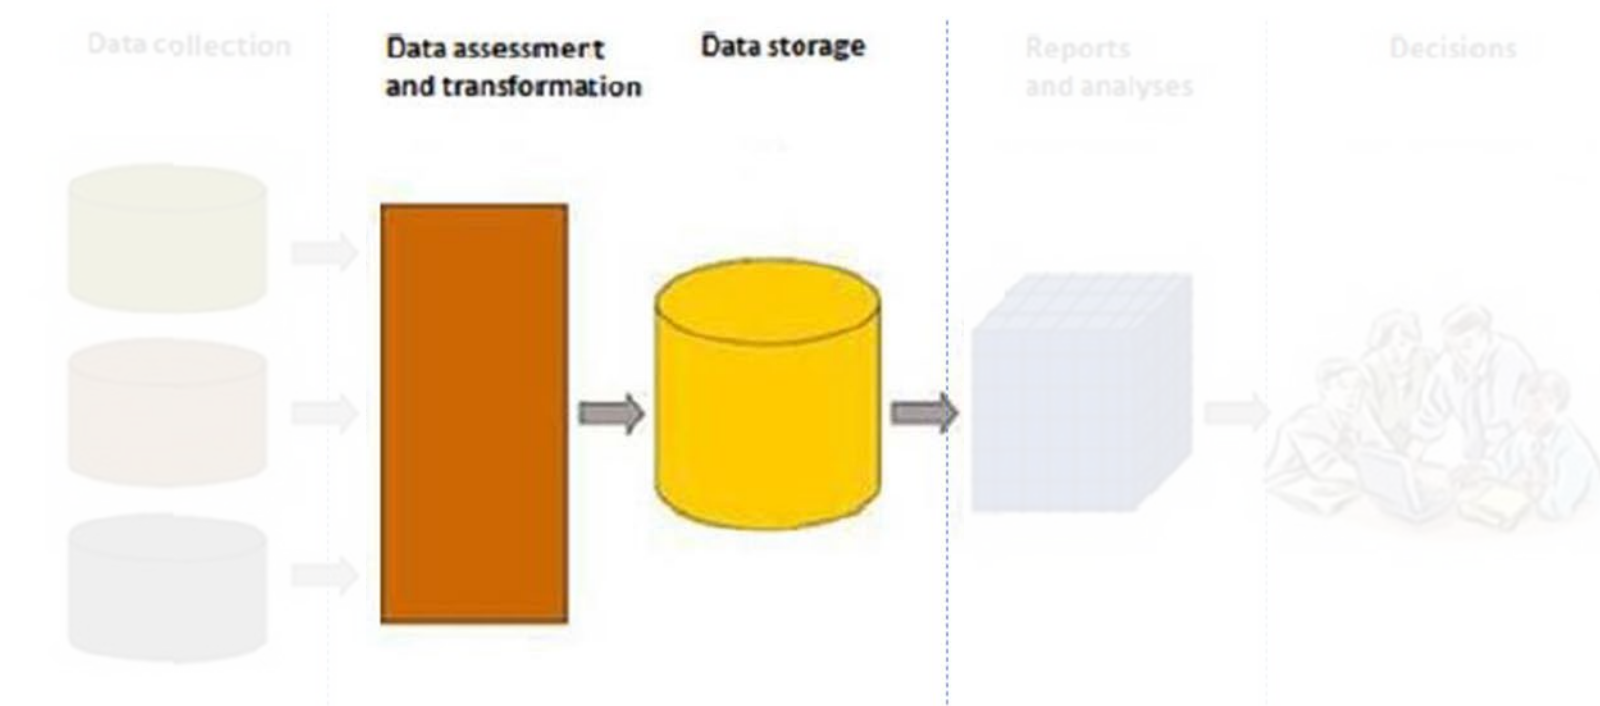 Data collection
Data assessmert
and transformation
Data storage
Reports
and analyses
Decisions